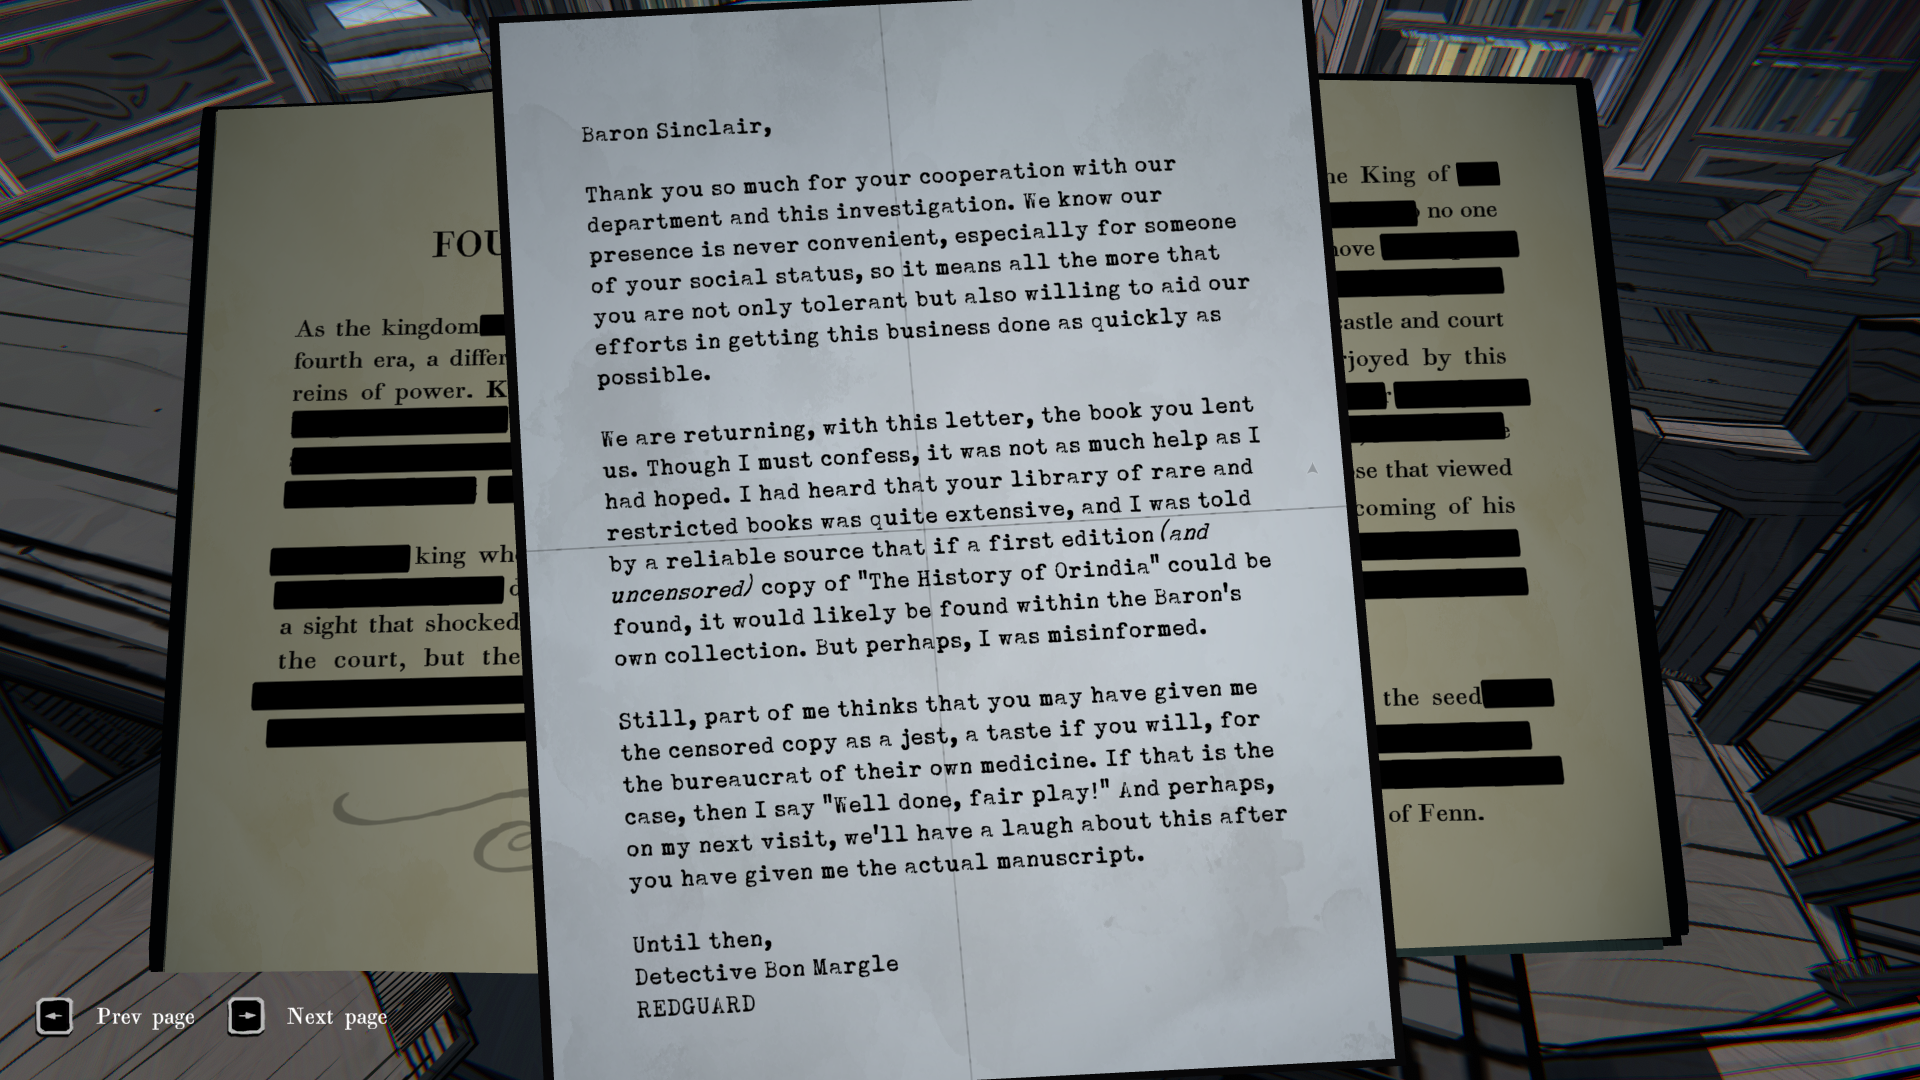 FOU
As the kingdom
fourth era, a differ
reins of power. K
king wh
a sight that shocked
the court, but the
Baron Sinclair,
Thank you so much for your cooperation with our
department and this investigation. We know our
presence is never convenient, especially for someone
of your social status, so it means all the more that
you are not only tolerant but also willing to aid our
efforts in getting this business done as quickly as
possible.
We are returning, with this letter, the book you lent
us. Though I must confess, it was not as much help as I
had hoped. I had heard that your library of rare and
restricted books was quite extensive, and I was told
by a reliable source that if a first edition (and
uncensored) copy of "The History of Orindia" could be
found, it would likely be found within the Baron's
own collection. But perhaps, I was misinformed.
Still, part of me thinks that you may have given me
the censored copy as a jest, a taste if you will, for
the bureaucrat of their own medicine. If that is the
case, then I say "Well done, fair play!" And perhaps,
on my next visit, we'll have a laugh about this after
you have given me the actual manuscript.
Until then,
Detective Bon Margle
REDGUARD
he King of
no one
ove
astle and court
joyed by this
se that viewed
coming of his
the seed
of Fenn.
Prev page
Next page